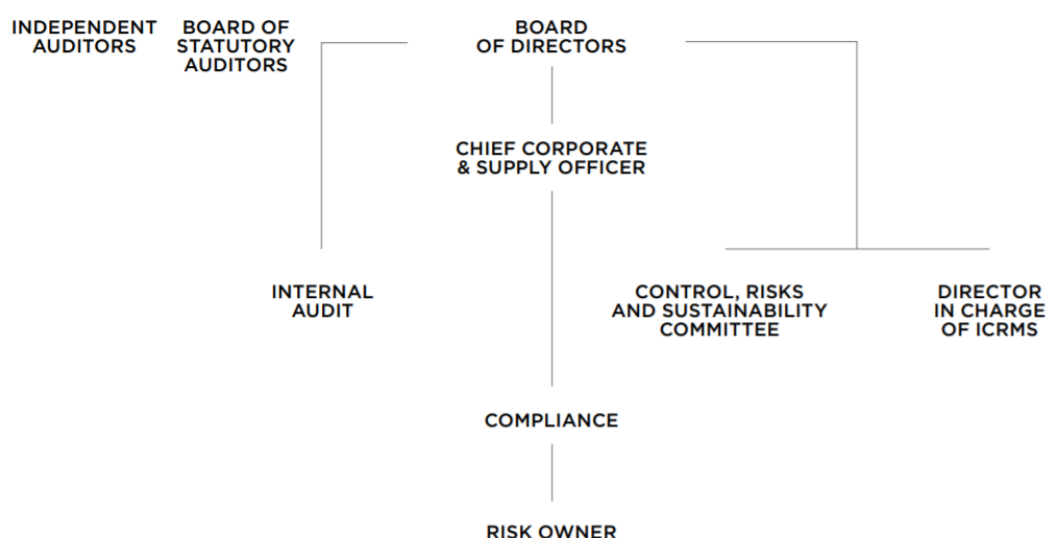 INDEPENDENT
AUDITORS
BOARD OF
STATUTORY
AUDITORS
BOARD
OF DIRECTORS
CHIEF CORPORATE
& SUPPLY OFFICER
INTERNAL
AUDIT
CONTROL, RISKS
AND SUSTAINABILITY
COMMITTEE
DIRECTOR
IN CHARGE
OF ICRMS
COMPLIANCE
RISK OWNER